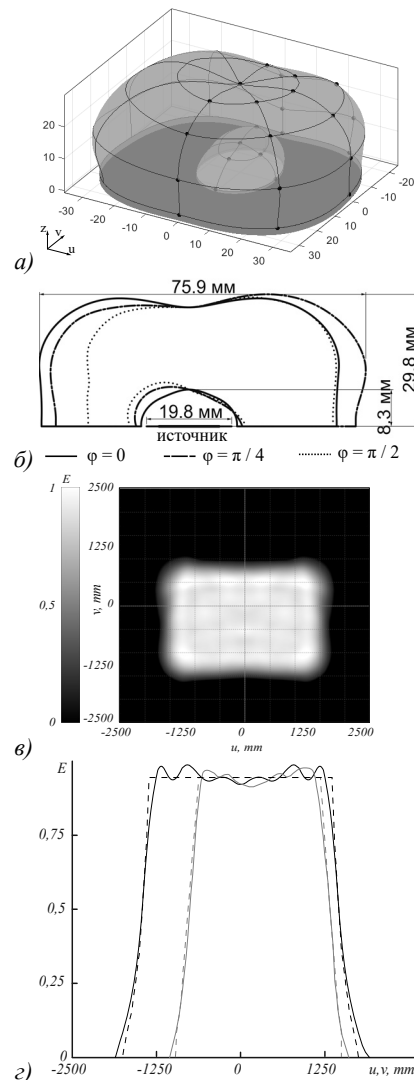 30
20
10
0
z
v
u
-30
-20
-10
0
10
20
30
30
20
10
0
-10
-20
а)
75.9 мм
29.8 мм
8.3 мм
19.8 мм
источник
б)
φ = 0
φ = π / 4
φ = π / 2
E
1
0,5
0
v, mm
2500
1250
0
-1250
-2500
-2500
-1250
0
1250
2500
u, mm
в)
E
0,75
0,5
0,25
0
-2500
-1250
0
1250
u,v, mm
г)